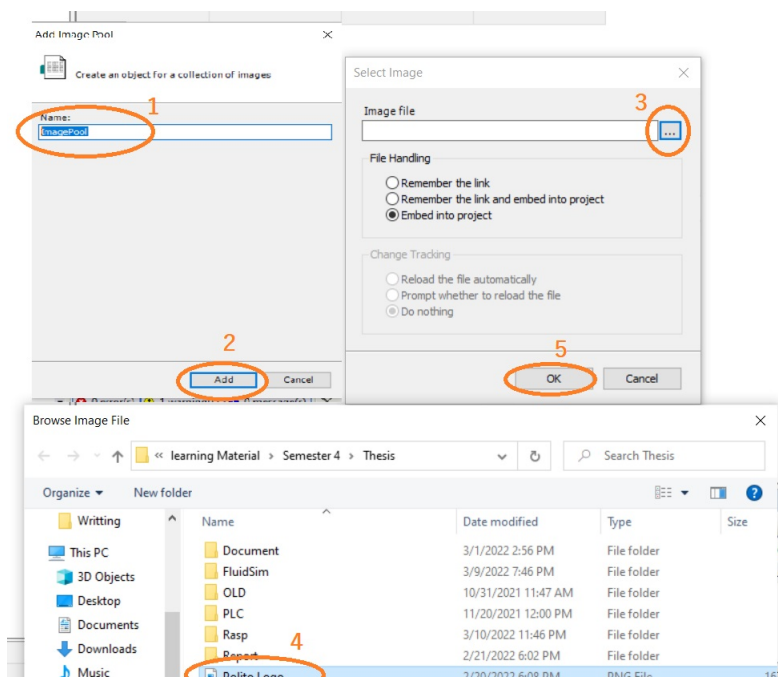 Add Image Pool
Create an object for a collection of images
1
Name:
ImagePool
2
Add
Cancel
Select Image
Image file
3
...
File Handling
Remember the link
Remember the link and embed into project
Embed into project
Change Tracking
Reload the file automatically
Prompt whether to reload the file
Do nothing
5
OK
Cancel
Browse Image File
« learning Material > Semester 4 > Thesis
Search Thesis
Organize
New folder
?
Writting
This PC
3D Objects
Desktop
Documents
Downloads
Music
Name Date modified Type Size
Document 3/1/2022 2:56 PM File folder
FluidSim 3/9/2022 7:46 PM File folder
OLD 10/31/2021 11:47 AM File folder
PLC 11/20/2021 12:00 PM File folder
Rasp 3/10/2022 11:46 PM File folder
4
Report 2/21/2022 6:02 PM File folder
Polito Logo 2/20/2022 6:08 PM PNG File